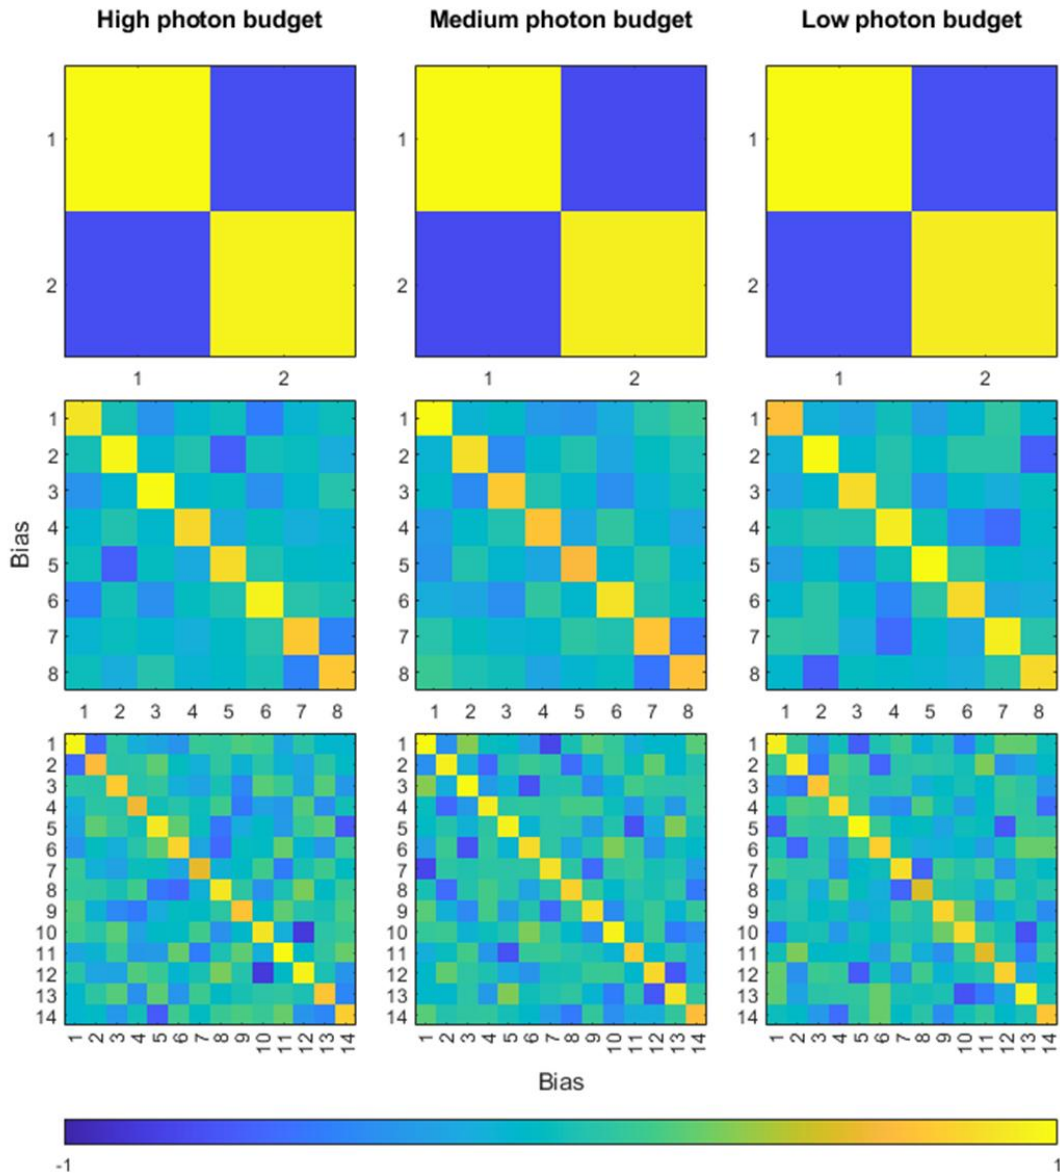 High photon budget Medium photon budget Low photon budget
1 1 1
2 2 2
1 2 1 2 1 2
1 1 1
2 2 2
3 3 3
4 4 4
Bias
5 5 5
6 6 6
7 7 7
8 8 8
1 2 3 4 5 6 7 8 1 2 3 4 5 6 7 8 1 2 3 4 5 6 7 8
1 1 1
2 2 2
3 3 3
4 4 4
5 5 5
6 6 6
7 7 7
8 8 8
9 9 9
10 10 10
11 11 11
12 12 12
13 13 13
14 14 14
1 2 3 4 5 6 7 8 9 10 11 12 13 14 1 2 3 4 5 6 7 8 9 10 11 12 13 14 1 2 3 4 5 6 7 8 9 10 11 12 13 14
Bias
-1 1